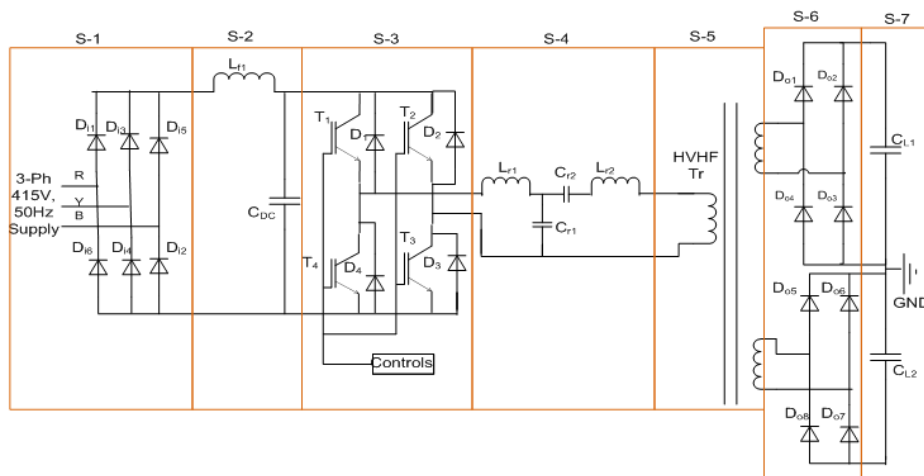 S-1
S-2
S-3
S-4
S-5
S-6
S-7
Lf1
Di1
Di3
Di5
3-Ph
415V,
50Hz
Supply
R
Y
B
Di6
Di4
Di2
CDC
T1
D1
T2
D2
T4
D4
T3
D3
Controls
Lr1
Cr2
Lr2
Cr1
HVHF
Tr
Do1
Do2
Do4
Do3
CL1
GND
Do5
Do6
Do8
Do7
CL2